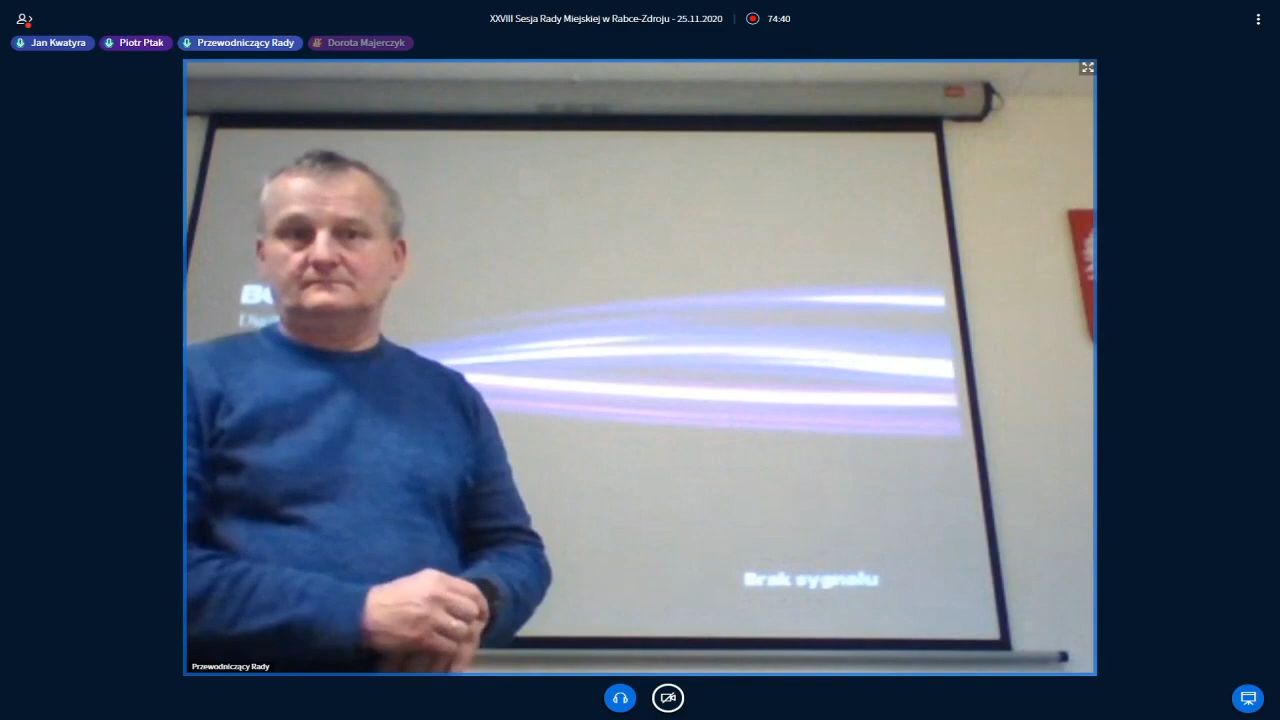 XXVIII Sesja Rady Miejskiej w Rabce-Zdroju - 25.11.2020
74:40
Jan Kwatyra
Piotr Ptak
Przewodniczący Rady
Dorota Majerczyk
Brak sygnału
Przewodniczący Rady